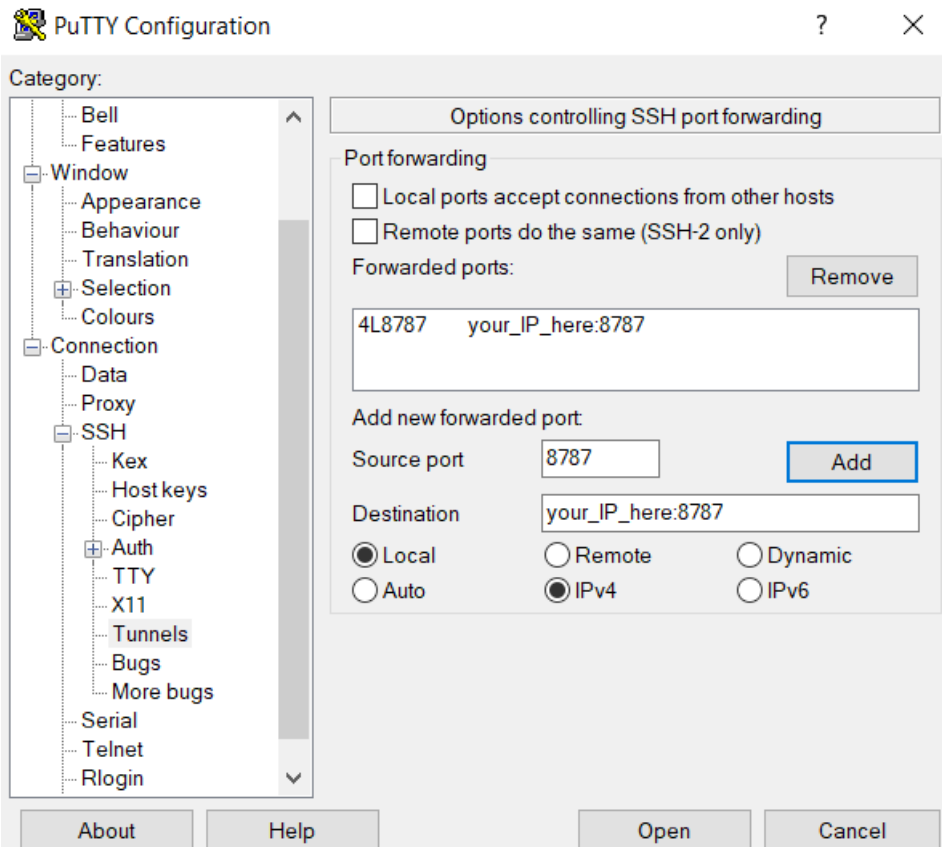 PuTTY Configuration
?
Category:
Bell
Features
Window
Appearance
Behaviour
Translation
Selection
Colours
Connection
Data
Proxy
SSH
Kex
Host keys
Cipher
Auth
TTY
X11
Tunnels
Bugs
More bugs
Serial
Telnet
Rlogin
Options controlling SSH port forwarding
Port forwarding
Local ports accept connections from other hosts
Remote ports do the same (SSH-2 only)
Forwarded ports:
Remove
4L8787 your_IP_here:8787
Add new forwarded port:
Source port 8787 Add
Destination your_IP_here:8787
Local Remote Dynamic
Auto IPv4 IPv6
About Help Open Cancel